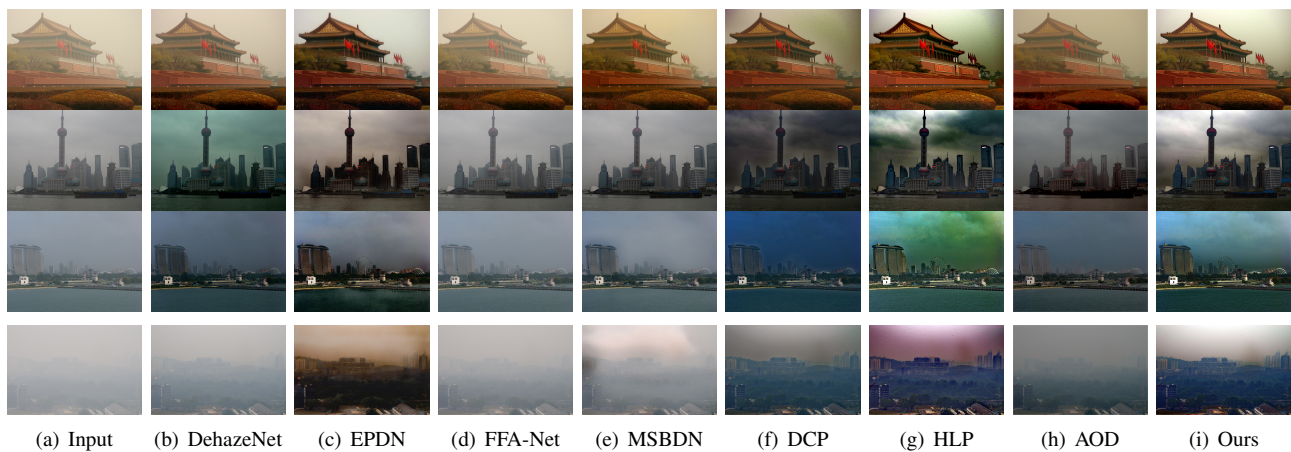 (a) Input (b) DehazeNet (c) EPDN (d) FFA-Net (e) MSBDN (f) DCP (g) HLP (h) AOD (i) Ours